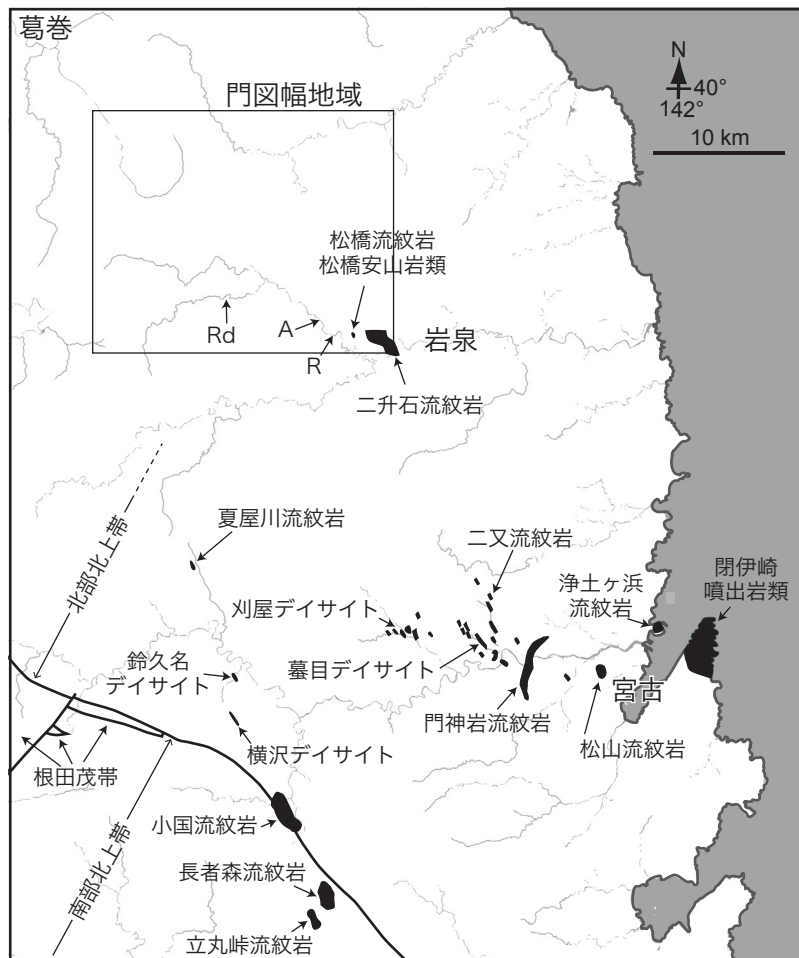 葛巻
門図幅地域
N
40°
142°
10 km
松橋流紋岩
松橋安山岩類
Rd
A
R
岩泉
二升石流紋岩
北部北上帯
夏屋川流紋岩
二又流紋岩
浄土ヶ浜
流紋岩
閉伊崎
噴出岩類
刈屋デイサイト
蟇目デイサイト
鈴久名
デイサイト
門神岩流紋岩
宮古
松山流紋岩
横沢デイサイト
根田茂帯
南部北上帯
小国流紋岩
長者森流紋岩
立丸峠流紋岩